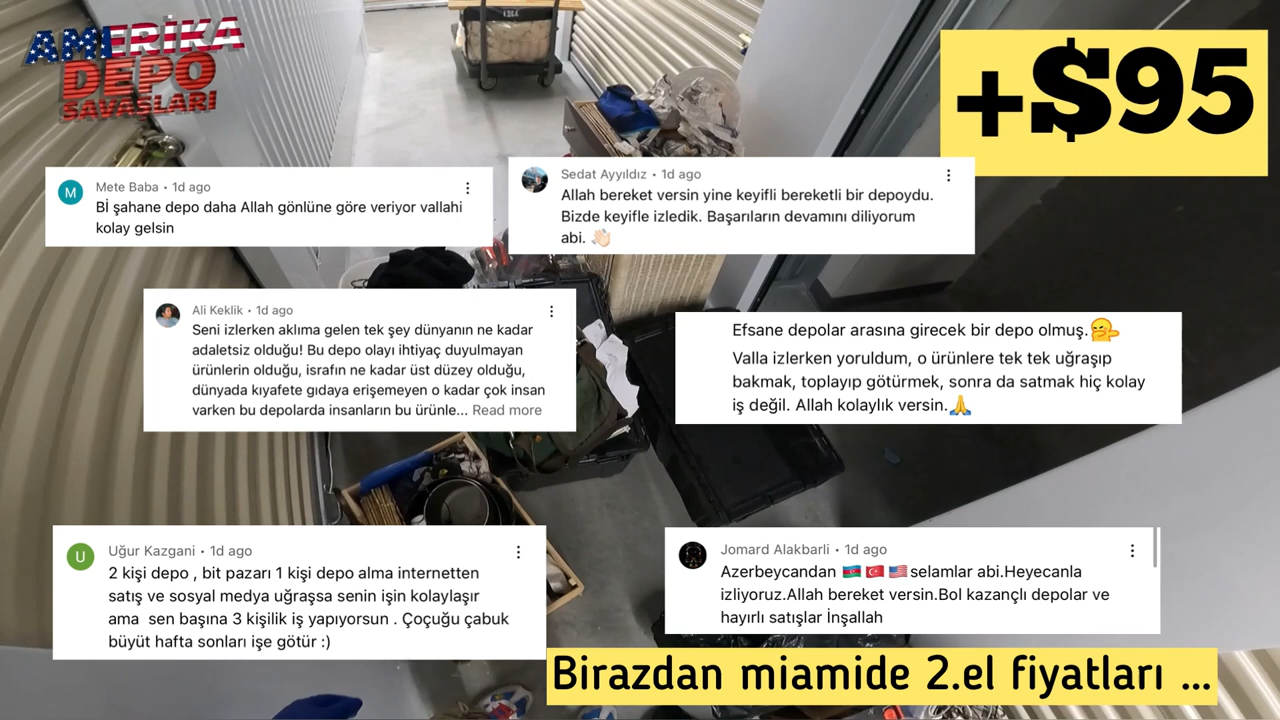 AMERİKA
DEPO
SAVAŞLARI
+$95
M
Mete Baba • 1d ago
Bİ şahane depo daha Allah gönlüne göre veriyor vallahi
kolay gelsin
Sedat Ayyıldız • 1d ago
Allah bereket versin yine keyifli bereketli bir depoydu.
Bizde keyifle izledik. Başarıların devamını diliyorum
abi. 👏🏻
Ali Keklik • 1d ago
Seni izlerken aklıma gelen tek şey dünyanın ne kadar
adaletsiz olduğu! Bu depo olayı ihtiyaç duyulmayan
ürünlerin olduğu, israfın ne kadar üst düzey olduğu,
dünyada kıyafete gıdaya erişemeyen o kadar çok insan
varken bu depolarda insanların bu ürünle... Read more
Efsane depolar arasına girecek bir depo olmuş.
Valla izlerken yoruldum, o ürünlere tek tek uğraşıp
bakmak, toplayıp götürmek, sonra da satmak hiç kolay
iş değil. Allah kolaylık versin.🙏
U
Uğur Kazgani • 1d ago
2 kişi depo , bit pazarı 1 kişi depo alma internetten
satış ve sosyal medya uğraşsa senin işin kolaylaşır
ama sen başına 3 kişilik iş yapıyorsun . Çoçuğu çabuk
büyüt hafta sonları işe götür :)
Jomard Alakbarli • 1d ago
Azerbeycandan 🇦🇿 🇹🇷 🇺🇸selamlar abi.Heyecanla
izliyoruz.Allah bereket versin.Bol kazançlı depolar ve
hayırlı satışlar İnşallah
Birazdan miamide 2.el fiyatları ...